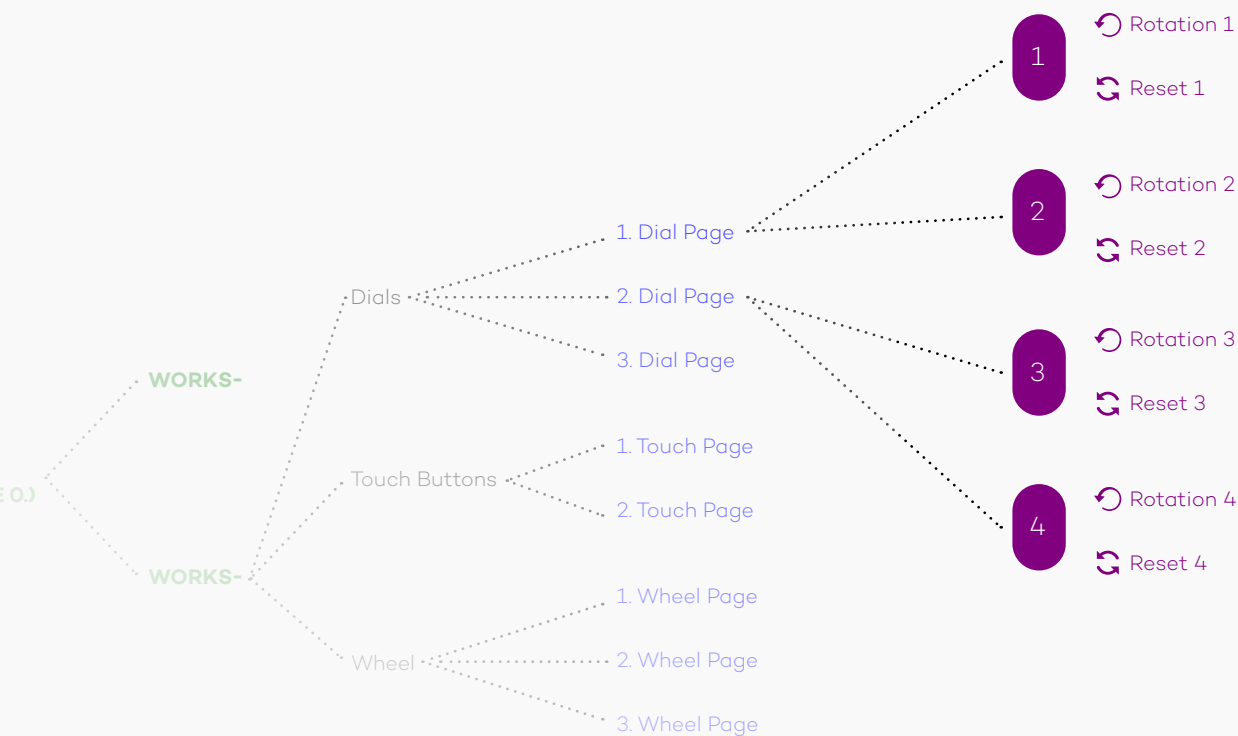 E 0.)
WORKS-
WORKS-
Dials
Touch Buttons
Wheel
1. Dial Page
2. Dial Page
3. Dial Page
1. Touch Page
2. Touch Page
1. Wheel Page
2. Wheel Page
3. Wheel Page
1
Rotation 1
Reset 1
2
Rotation 2
Reset 2
3
Rotation 3
Reset 3
4
Rotation 4
Reset 4